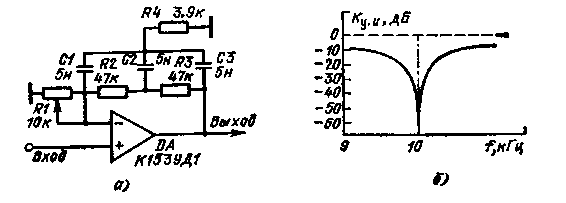 R4 3,9к
C1
5н
R2
47к
C2
5н
R3
47к
C3
5н
R1
10к
Вход
−
+
DA
К153УД1
Выход
а)
Kу.и, дБ
0
−10
−20
−30
−40
−50
−60
9
10
f, кГц
б)